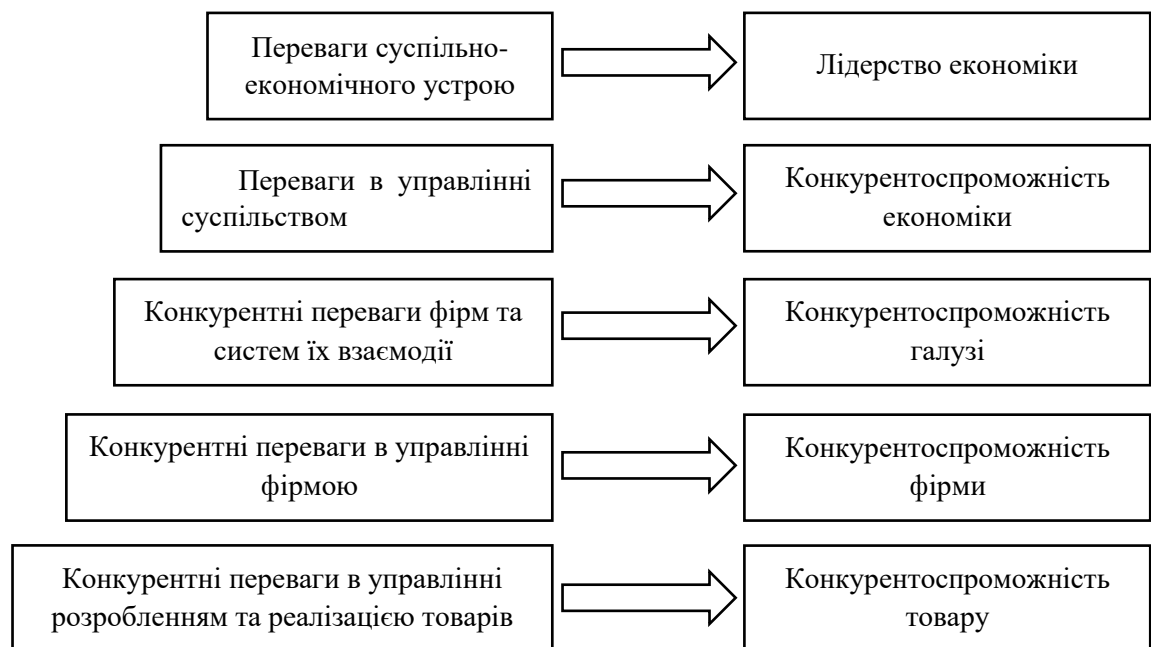 Переваги суспільно-
економічного устрою
Лідерство економіки
Переваги в управлінні
суспільством
Конкурентоспроможність
економіки
Конкурентні переваги фірм та
систем їх взаємодії
Конкурентоспроможність
галузі
Конкурентні переваги в управлінні
фірмою
Конкурентоспроможність
фірми
Конкурентні переваги в управлінні
розробленням та реалізацією товарів
Конкурентоспроможність
товару